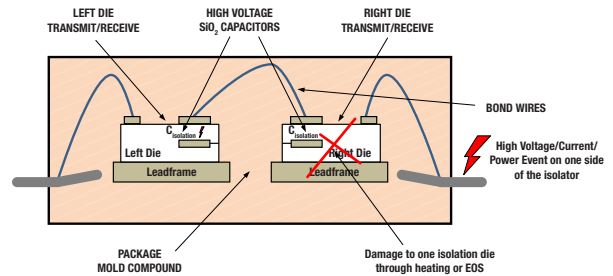 LEFT DIE
TRANSMIT/RECEIVE
HIGH VOLTAGE
SiO₂ CAPACITORS
RIGHT DIE
TRANSMIT/RECEIVE
BOND WIRES
C isolation
Left Die
Leadframe
C isolation
Right Die
Leadframe
High Voltage/Current/
Power Event on one side
of the isolator
PACKAGE
MOLD COMPOUND
Damage to one isolation die
through heating or EOS